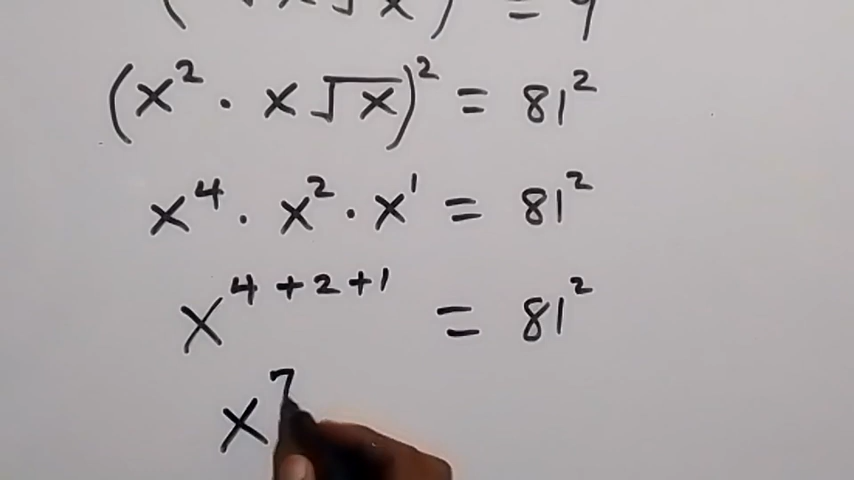 (x² · x√x)² = 81²
x⁴ · x² · x¹ = 81²
x⁴⁺²⁺¹ = 81²
x⁷